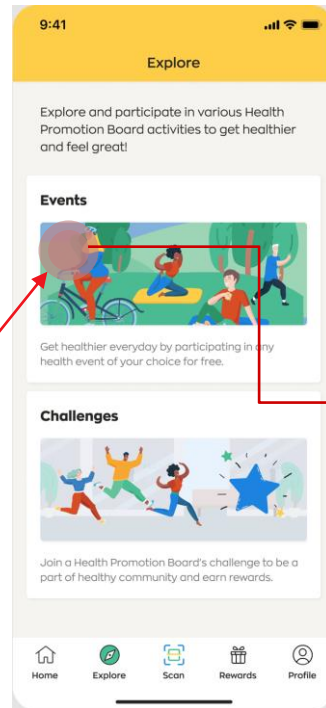 9:41
Explore
Explore and participate in various Health
Promotion Board activities to get healthier
and feel great!
Events
Get healthier everyday by participating in any
health event of your choice for free.
Challenges
Join a Health Promotion Board's challenge to be a
part of healthy community and earn rewards.
Home Explore Scan Rewards Profile